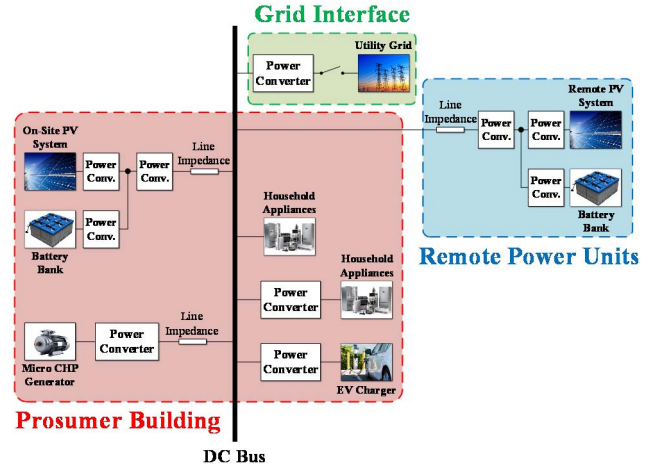 Grid Interface
Utility Grid
Power
Converter
Remote PV
System
Line
Impedance
Power
Conv.
Power
Conv.
Power
Conv.
Battery
Bank
Remote Power Units
On-Site PV
System
Power
Conv.
Power
Conv.
Line
Impedance
Power
Conv.
Battery
Bank
Household
Appliances
Household
Appliances
Power
Converter
Line
Impedance
Power
Converter
Micro CHP
Generator
Power
Converter
EV Charger
Prosumer Building
DC Bus